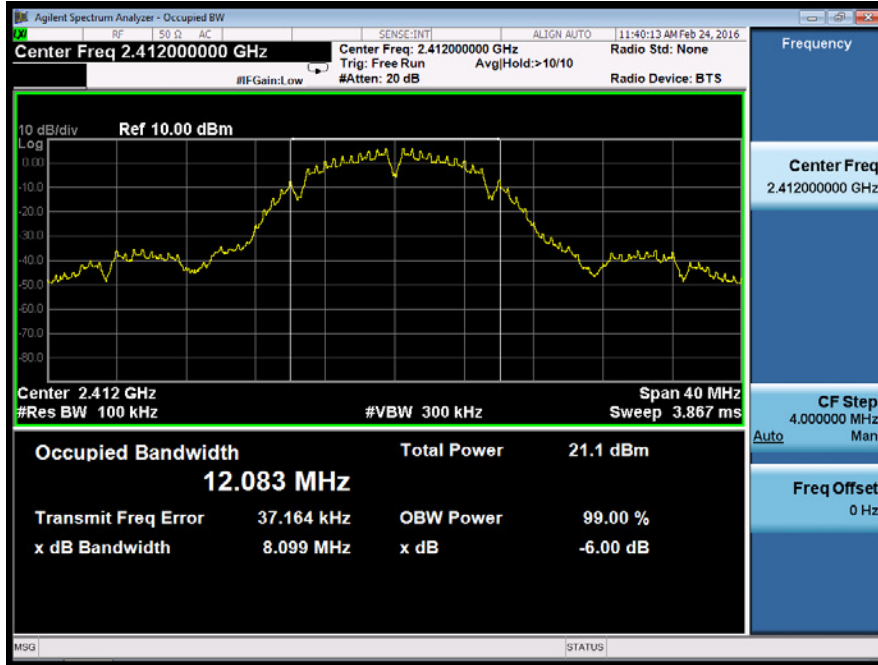 Agilent Spectrum Analyzer - Occupied BW
RF 50 Ω AC SENSE:INT ALIGN AUTO 11:40:13 AM Feb 24, 2016
Center Freq 2.412000000 GHz
Center Freq: 2.412000000 GHz
Radio Std: None
Trig: Free Run Avg|Hold:>10/10
#IFGain:Low #Atten: 20 dB Radio Device: BTS
10 dB/div Ref 10.00 dBm
Log
0.00
-10.0
-20.0
-30.0
-40.0
-50.0
-60.0
-70.0
-80.0
Center 2.412 GHz Span 40 MHz
#Res BW 100 kHz #VBW 300 kHz Sweep 3.867 ms
Occupied Bandwidth
12.083 MHz
Total Power 21.1 dBm
Transmit Freq Error 37.164 kHz OBW Power 99.00 %
x dB Bandwidth 8.099 MHz x dB -6.00 dB
MSG STATUS
Frequency
Center Freq
2.412000000 GHz
CF Step
4.000000 MHz
Auto Man
Freq Offset
0 Hz